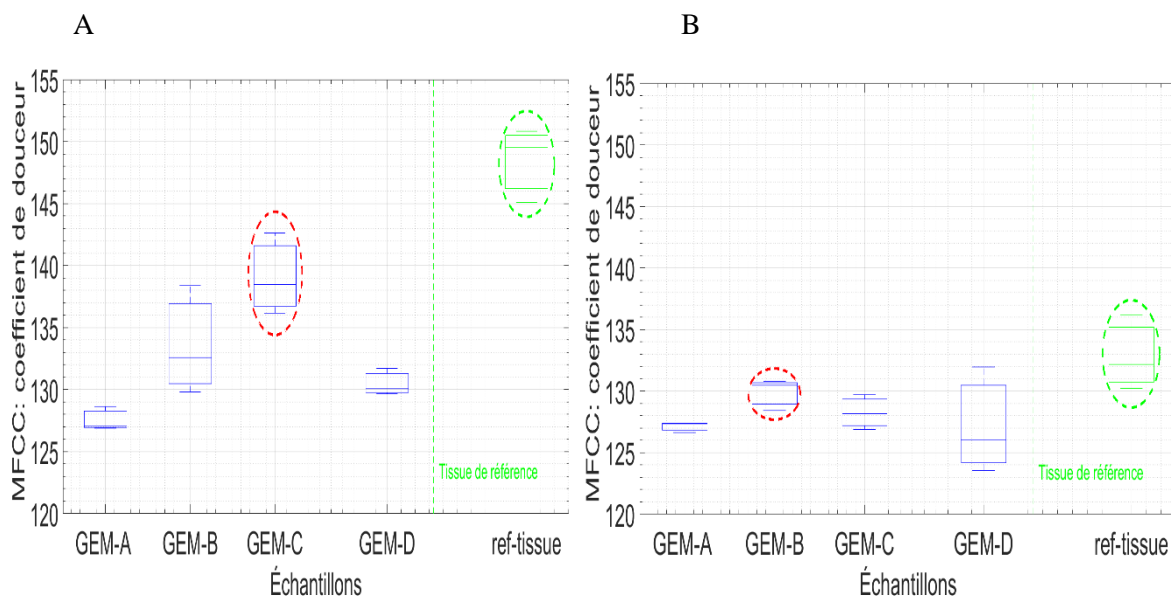 A
MFCC: coefficient de douceur
155
150
145
140
135
130
125
120
Tissue de référence
GEM-A GEM-B GEM-C GEM-D ref-tissue
Échantillons
B
MFCC: coefficient de douceur
155
150
145
140
135
130
125
120
Tissue de référence
GEM-A GEM-B GEM-C GEM-D ref-tissue
Échantillons